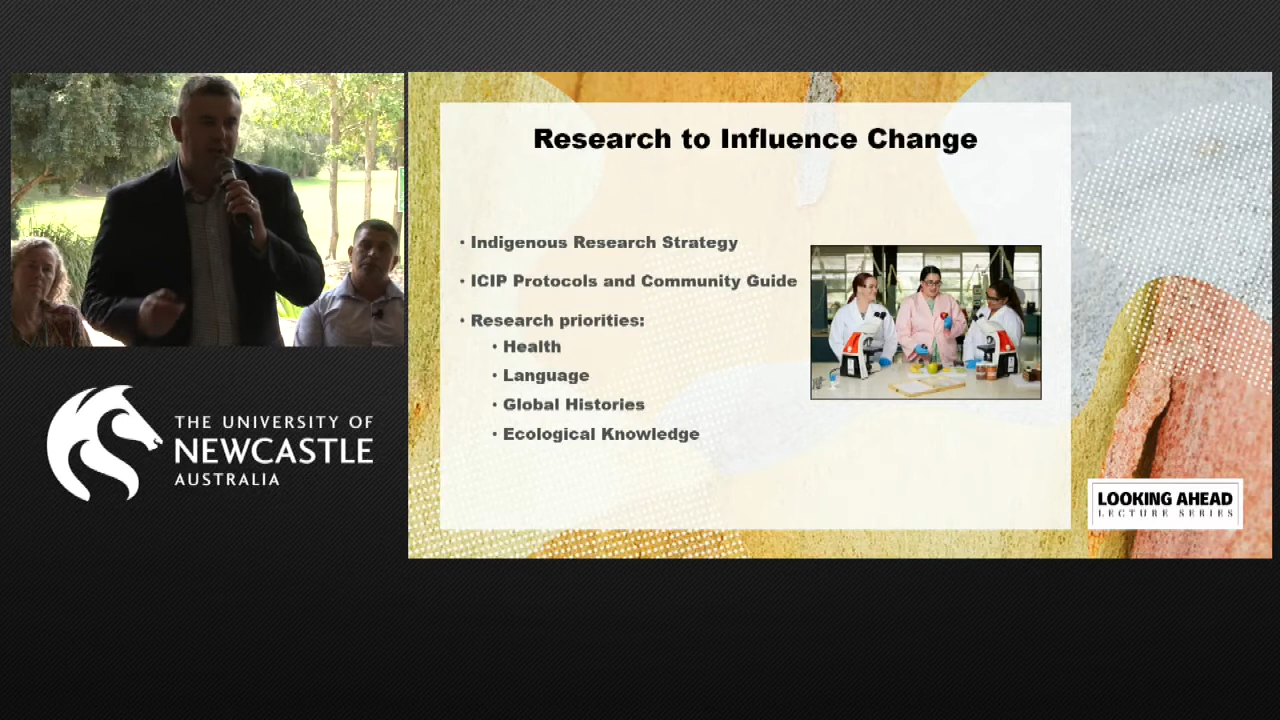 Research to Influence Change
• Indigenous Research Strategy
• ICIP Protocols and Community Guide
• Research priorities:
• Health
• Language
• Global Histories
• Ecological Knowledge
THE UNIVERSITY OF
NEWCASTLE
AUSTRALIA
LOOKING AHEAD
LECTURE SERIES